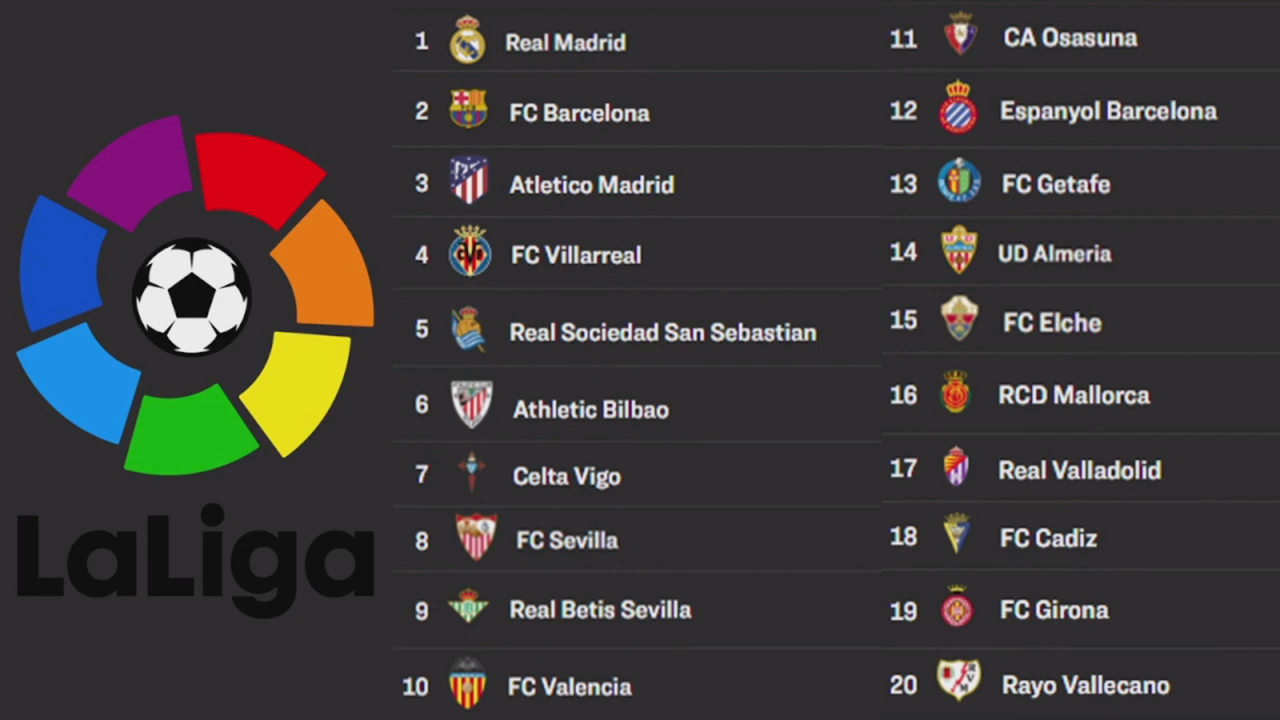 LaLiga
1 Real Madrid
2 FC Barcelona
3 Atletico Madrid
4 FC Villarreal
5 Real Sociedad San Sebastian
6 Athletic Bilbao
7 Celta Vigo
8 FC Sevilla
9 Real Betis Sevilla
10 FC Valencia
11 CA Osasuna
12 Espanyol Barcelona
13 FC Getafe
14 UD Almeria
15 FC Elche
16 RCD Mallorca
17 Real Valladolid
18 FC Cadiz
19 FC Girona
20 Rayo Vallecano